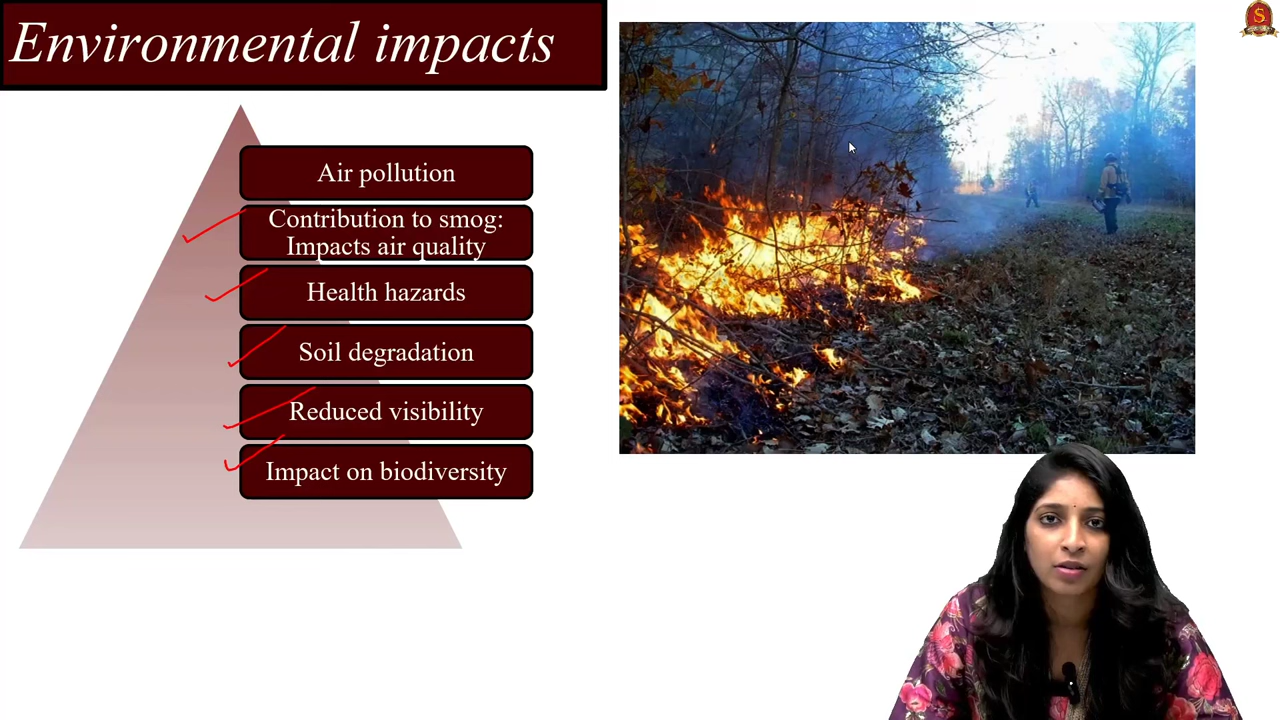 Environmental impacts
Air pollution
Contribution to smog:
Impacts air quality
Health hazards
Soil degradation
Reduced visibility
Impact on biodiversity
S